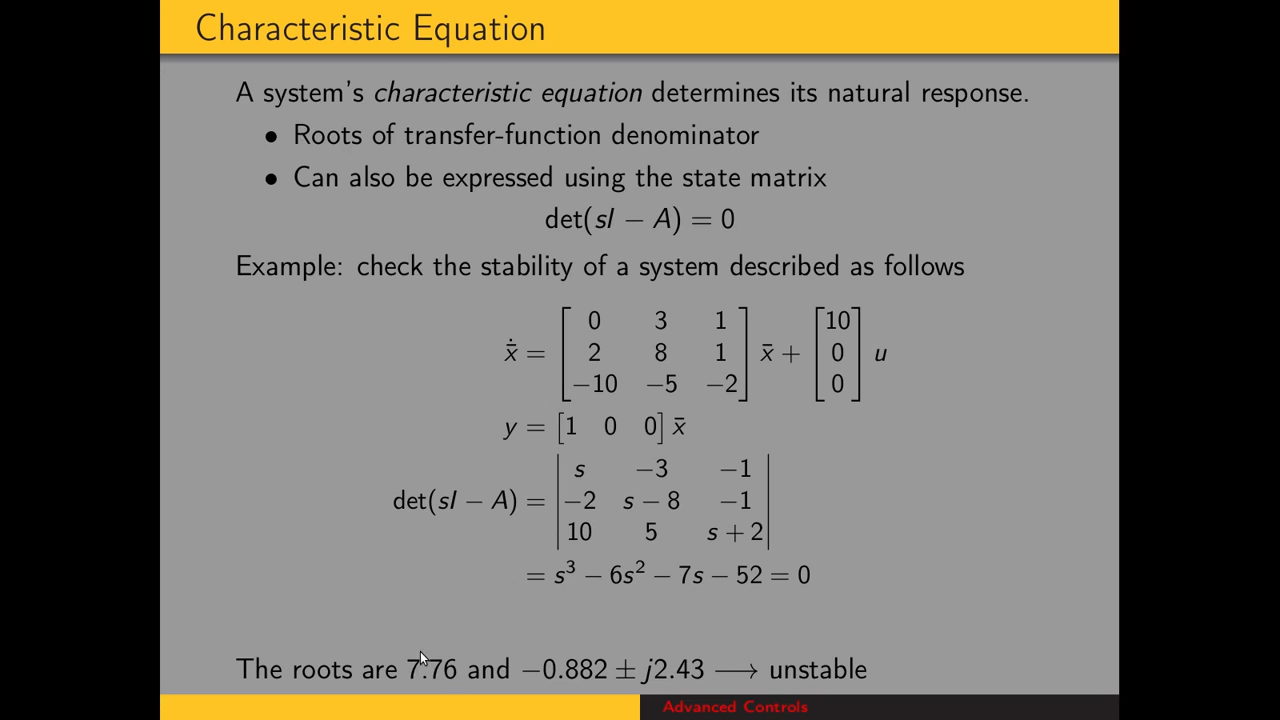 Characteristic Equation
A system's characteristic equation determines its natural response.
• Roots of transfer-function denominator
• Can also be expressed using the state matrix
det(sI − A) = 0
Example: check the stability of a system described as follows
ẋ̄ = [0 3 1; 2 8 1; −10 −5 −2] x̄ + [10; 0; 0] u
y = [1 0 0] x̄
det(sI − A) = |s −3 −1; −2 s − 8 −1; 10 5 s + 2|
= s³ − 6s² − 7s − 52 = 0
The roots are 7.76 and −0.882 ± j2.43 ⟶ unstable
Advanced Controls